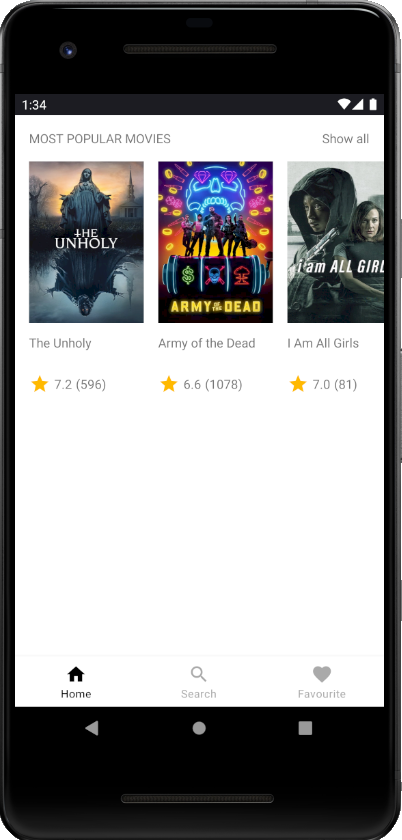 1:34
MOST POPULAR MOVIES Show all
THE
UNHOLY
ARMY OF THE DEAD
i am ALL GIRL
The Unholy Army of the Dead I Am All Girls
7.2 (596) 6.6 (1078) 7.0 (81)
Home Search Favourite